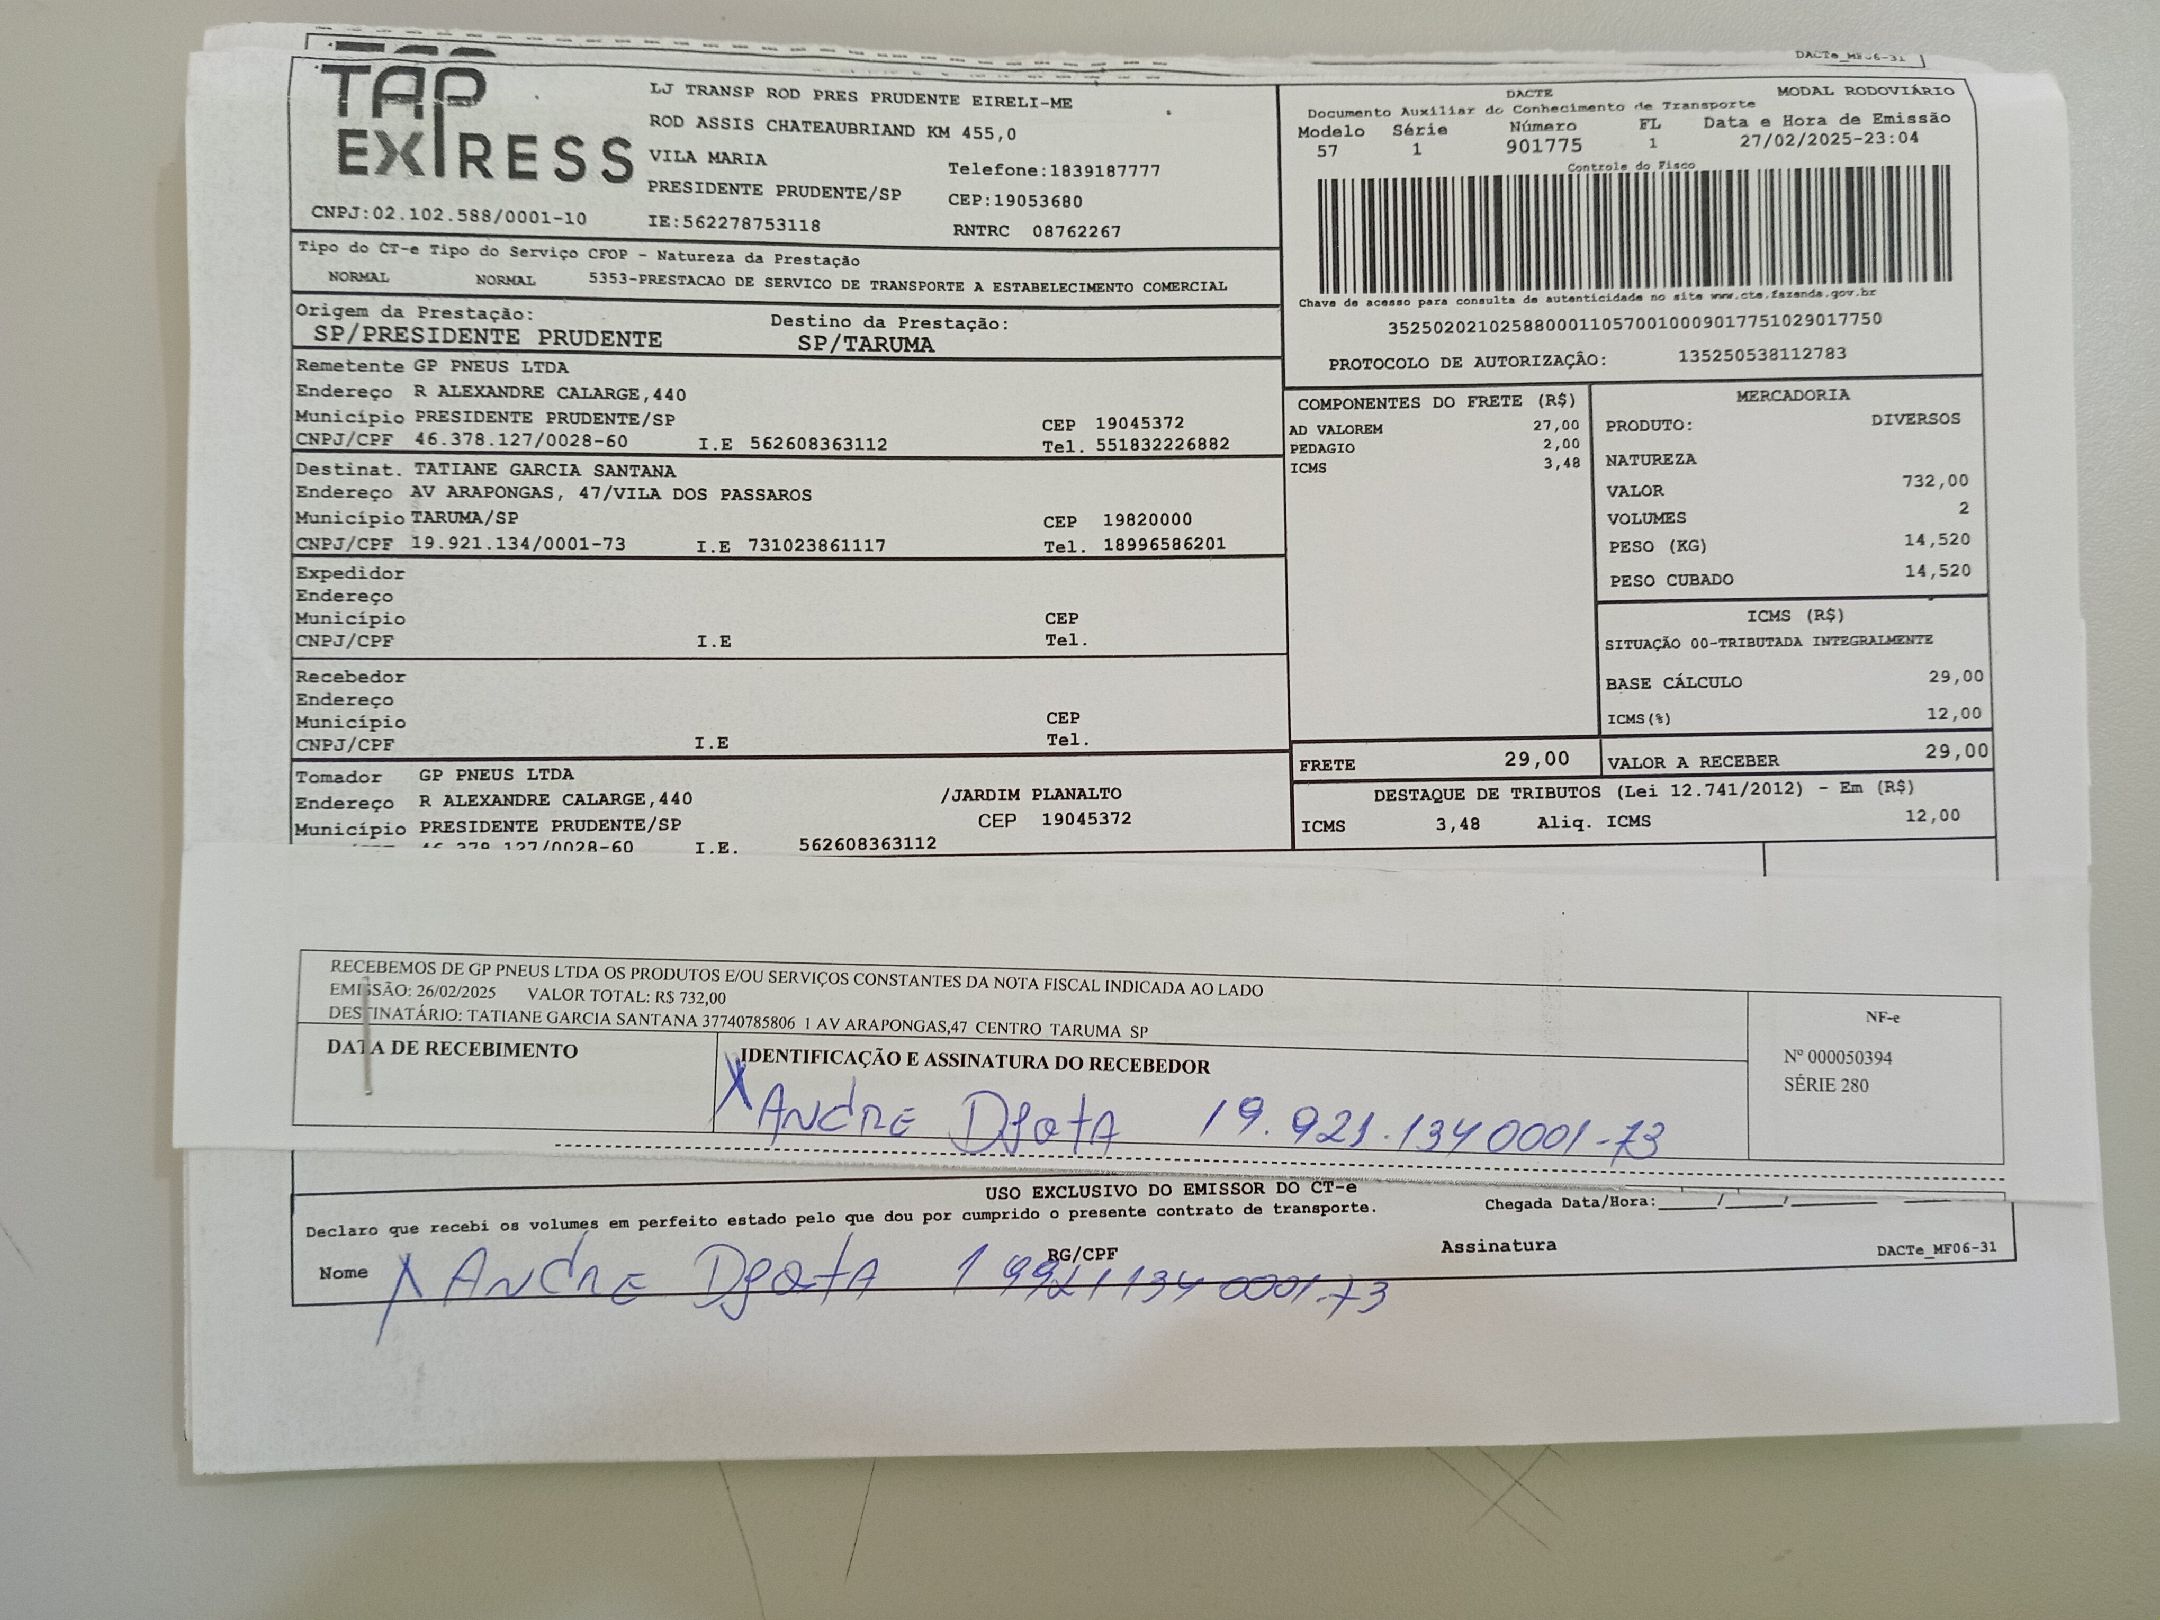 DACTe_MF06-31
TAP EXPRESS
LJ TRANSP ROD PRES PRUDENTE EIRELI-ME
ROD ASSIS CHATEAUBRIAND KM 455,0
VILA MARIA
Telefone:1839187777
PRESIDENTE PRUDENTE/SP
CEP:19053680
CNPJ:02.102.588/0001-10
IE:562278753118
RNTRC 08762267
DACTE
MODAL RODOVIÁRIO
Documento Auxiliar do Conhecimento de Transporte
Modelo Série Número FL Data e Hora de Emissão
57 1 901775 1 27/02/2025-23:04
Controle do Fisco
Chave de acesso para consulta de autenticidade no site www.cte.fazenda.gov.br
35250202102588000110570010009017751029017750
PROTOCOLO DE AUTORIZAÇÃO: 135250538112783
Tipo do CT-e Tipo do Serviço CFOP - Natureza da Prestação
NORMAL NORMAL 5353-PRESTACAO DE SERVICO DE TRANSPORTE A ESTABELECIMENTO COMERCIAL
Origem da Prestação: Destino da Prestação:
SP/PRESIDENTE PRUDENTE SP/TARUMA
Remetente GP PNEUS LTDA
Endereço R ALEXANDRE CALARGE,440
Município PRESIDENTE PRUDENTE/SP CEP 19045372
CNPJ/CPF 46.378.127/0028-60 I.E 562608363112 Tel. 551832226882
Destinat. TATIANE GARCIA SANTANA
Endereço AV ARAPONGAS, 47/VILA DOS PASSAROS
Município TARUMA/SP CEP 19820000
CNPJ/CPF 19.921.134/0001-73 I.E 731023861117 Tel. 18996586201
Expedidor
Endereço
Município CEP
CNPJ/CPF I.E Tel.
Recebedor
Endereço
Município CEP
CNPJ/CPF I.E Tel.
Tomador GP PNEUS LTDA
Endereço R ALEXANDRE CALARGE,440 /JARDIM PLANALTO
Município PRESIDENTE PRUDENTE/SP CEP 19045372
46.378.127/0028-60 I.E. 562608363112
COMPONENTES DO FRETE (R$)
AD VALOREM 27,00
PEDAGIO 2,00
ICMS 3,48
MERCADORIA
PRODUTO: DIVERSOS
NATUREZA
VALOR 732,00
VOLUMES 2
PESO (KG) 14,520
PESO CUBADO 14,520
ICMS (R$)
SITUAÇÃO 00-TRIBUTADA INTEGRALMENTE
BASE CÁLCULO 29,00
ICMS(%) 12,00
FRETE 29,00 VALOR A RECEBER 29,00
DESTAQUE DE TRIBUTOS (Lei 12.741/2012) - Em (R$)
ICMS 3,48 Aliq. ICMS 12,00
RECEBEMOS DE GP PNEUS LTDA OS PRODUTOS E/OU SERVIÇOS CONSTANTES DA NOTA FISCAL INDICADA AO LADO
EMISSÃO: 26/02/2025 VALOR TOTAL: R$ 732,00
DESTINATÁRIO: TATIANE GARCIA SANTANA 37740785806 1 AV ARAPONGAS,47 CENTRO TARUMA SP
DATA DE RECEBIMENTO
IDENTIFICAÇÃO E ASSINATURA DO RECEBEDOR
X ANdRE 19.921.134 0001-73
NF-e
Nº 000050394
SÉRIE 280
USO EXCLUSIVO DO EMISSOR DO CT-e
Declaro que recebi os volumes em perfeito estado pelo que dou por cumprido o presente contrato de transporte.
Chegada Data/Hora:______/______/_________
Nome RG/CPF Assinatura DACTe_MF06-31
X ANdRE 19921134 0001-73